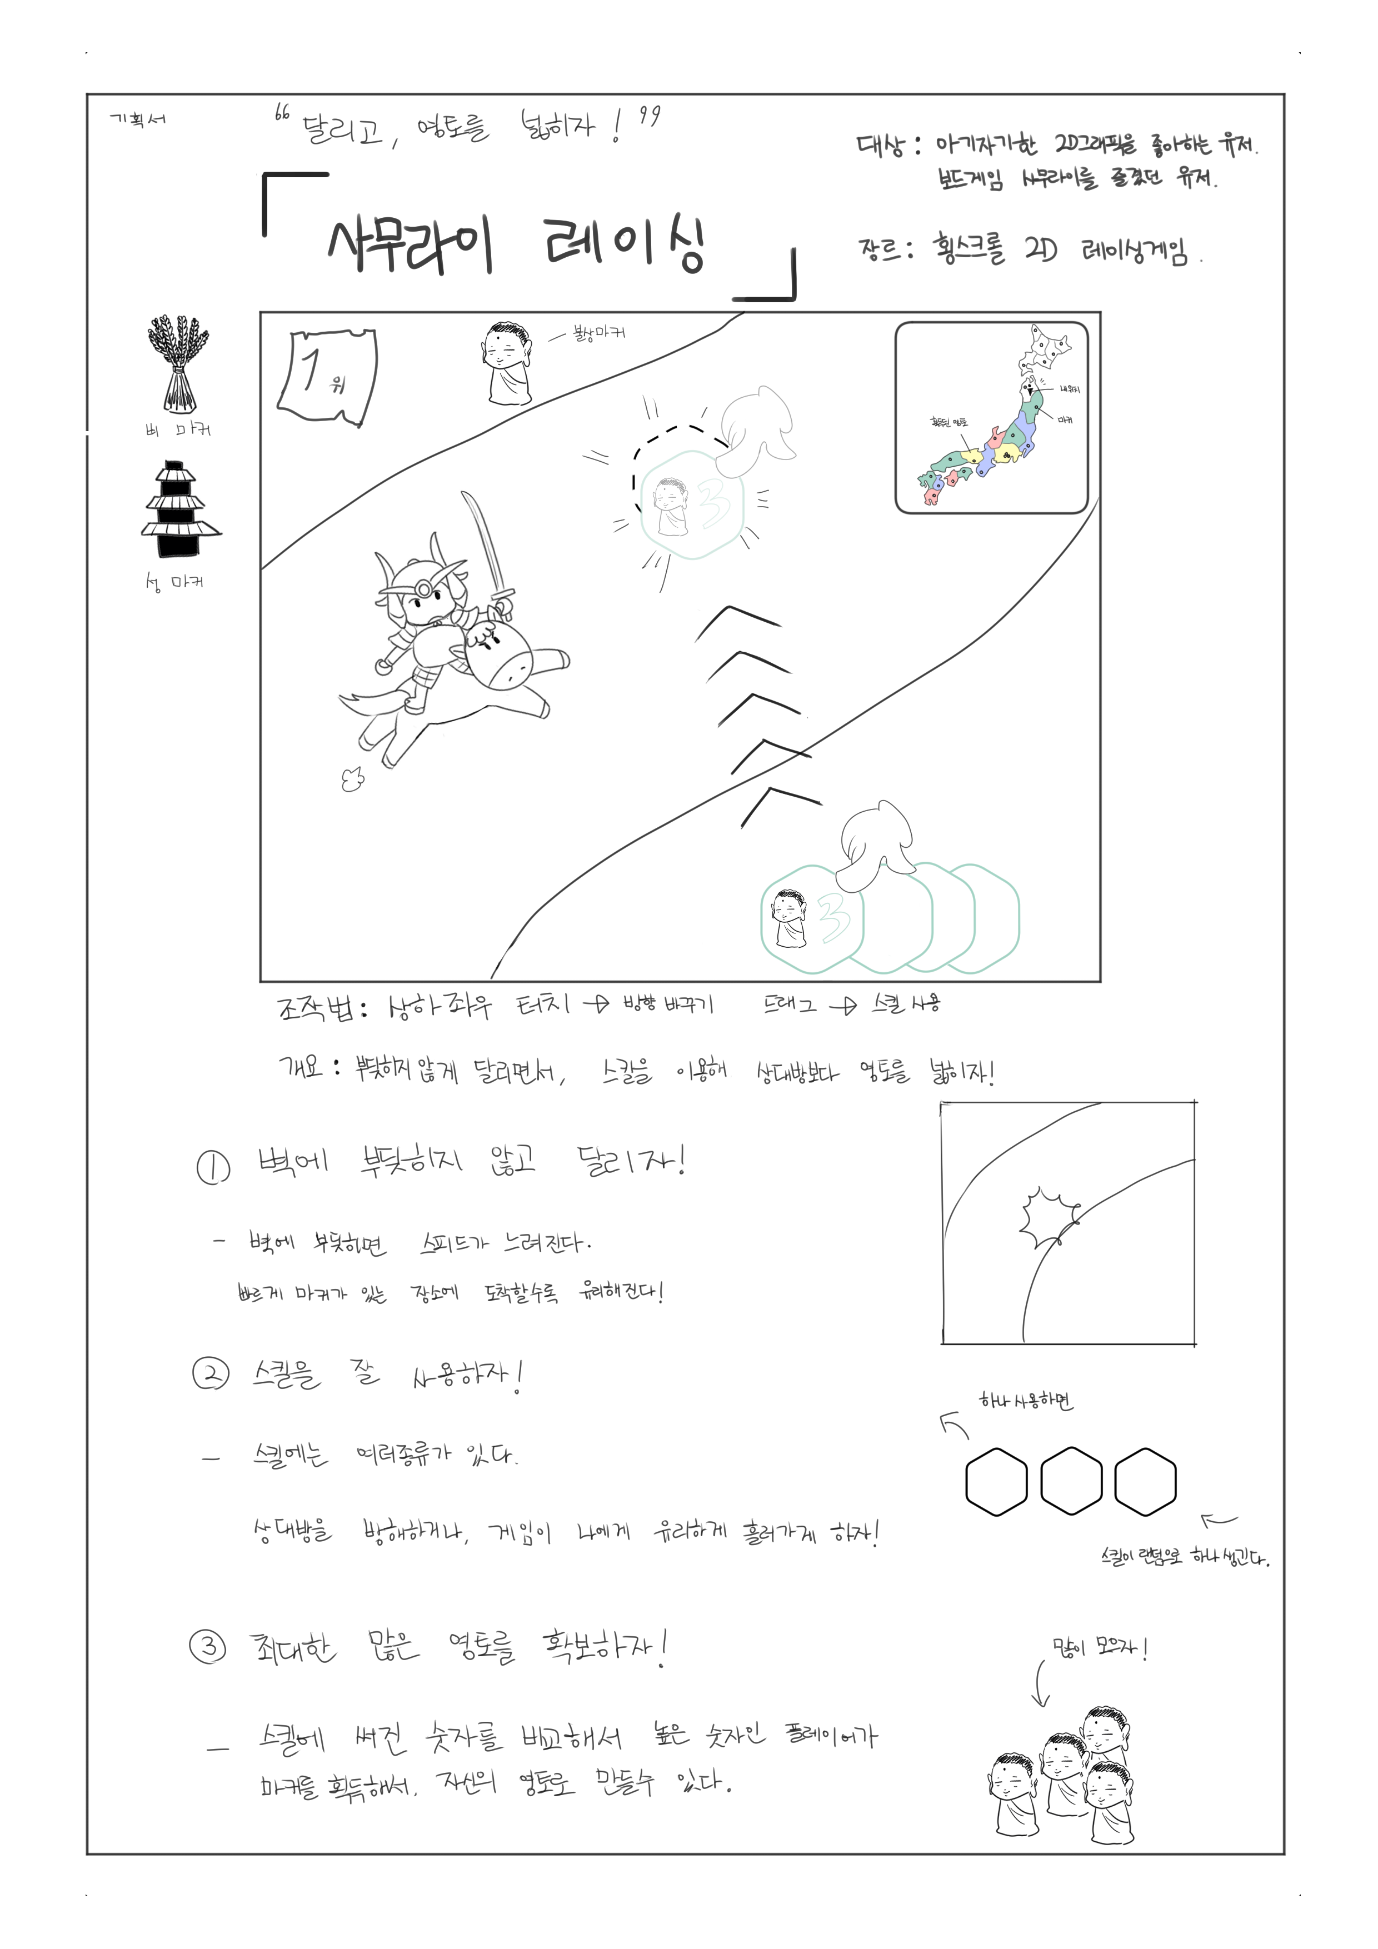 기획서
“ 달리고, 영토를 넓히자! ”
「사무라이 레이싱」
대상: 아기자기한 2D그래픽을 좋아하는 유저.
보드게임 사무라이를 즐겼던 유저.
장르: 횡스크롤 2D 레이싱게임.
벼 마커
성 마커
1위
불상마커
내위치
마커
획득된 영토
3
3
조작법: 상하좌우 터치 → 방향 바꾸기 드래그 → 스킬 사용
개요: 부딪히지 않게 달리면서, 스킬을 이용해 상대방보다 영토를 넓히자!
① 벽에 부딪히지 않고 달리자!
- 벽에 부딪히면 스피드가 느려진다.
빠르게 마커가 있는 장소에 도착할수록 유리해진다!
② 스킬을 잘 사용하자!
- 스킬에는 여러종류가 있다.
상대방을 방해하거나, 게임이 나에게 유리하게 흘러가게 하자!
하나 사용하면
스킬이 랜덤으로 하나 생긴다.
③ 최대한 많은 영토를 확보하자!
- 스킬에 써진 숫자를 비교해서 높은 숫자인 플레이어가
마커를 획득해서, 자신의 영토로 만들수 있다.
많이 모으자!